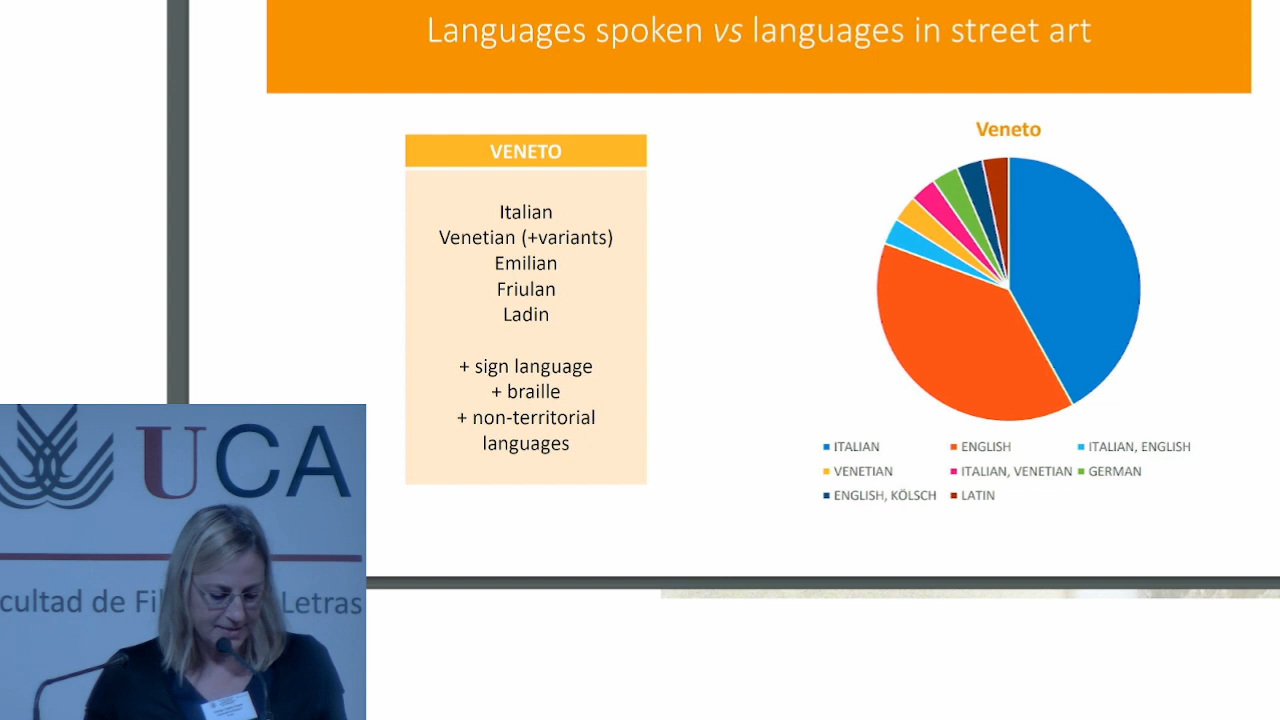 Languages spoken vs languages in street art
VENETO
Italian
Venetian (+variants)
Emilian
Friulan
Ladin
+ sign language
+ braille
+ non-territorial
languages
Veneto
ITALIAN
ENGLISH
ITALIAN, ENGLISH
VENETIAN
ITALIAN, VENETIAN
GERMAN
ENGLISH, KÖLSCH
LATIN
UCA
cultad de Fil Letras